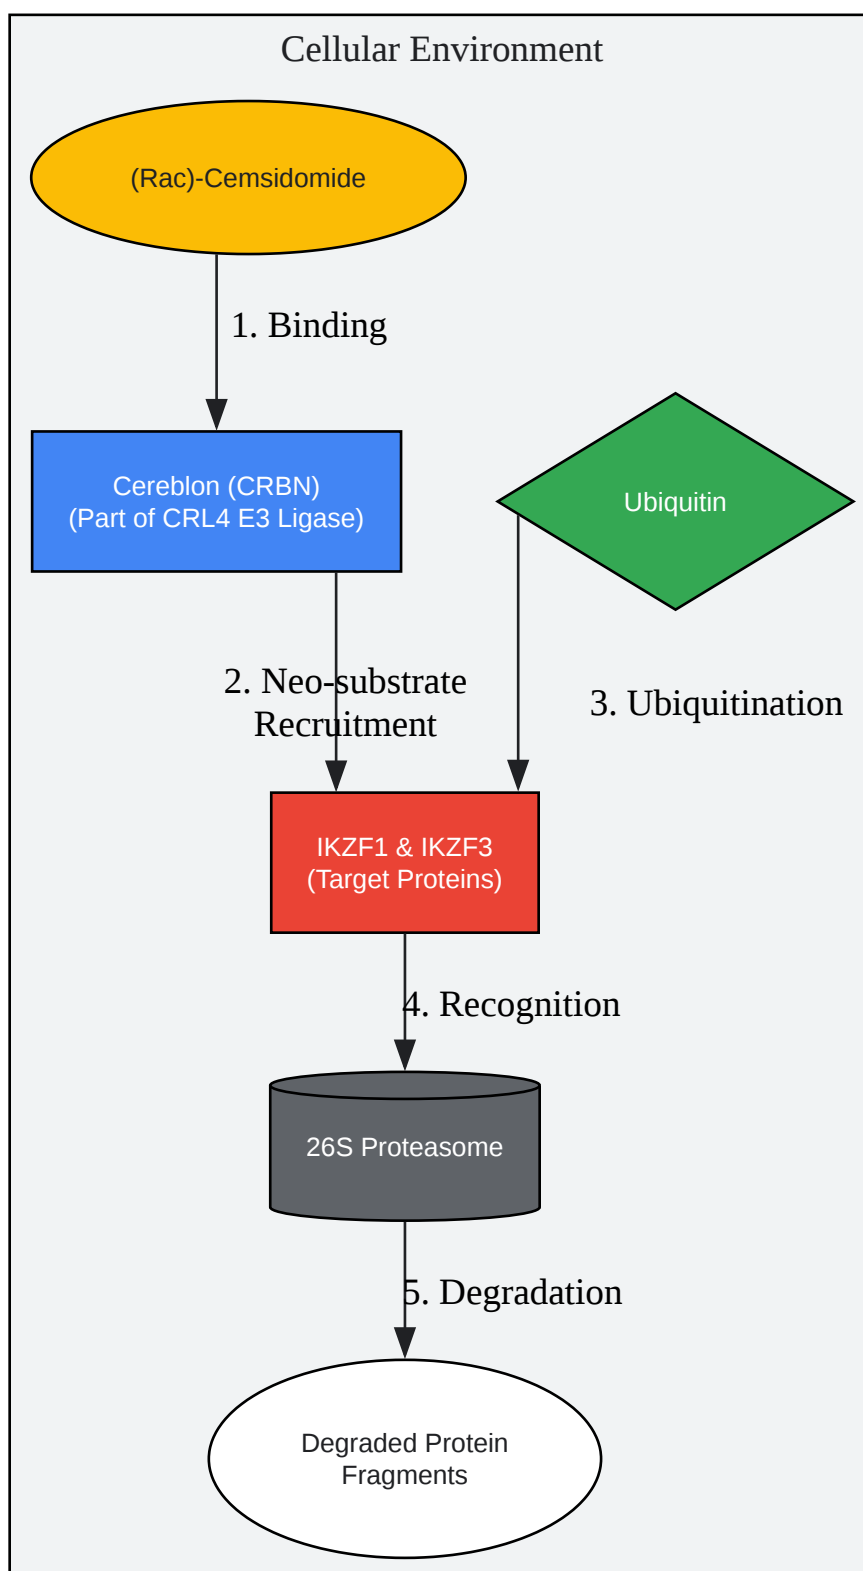 Cellular Environment
(Rac)-Cemsidomide
1. Binding
Cereblon (CRBN)
(Part of CRL4 E3 Ligase)
Ubiquitin
2. Neo-substrate
Recruitment
3. Ubiquitination
IKZF1 & IKZF3
(Target Proteins)
4. Recognition
26S Proteasome
5. Degradation
Degraded Protein
Fragments